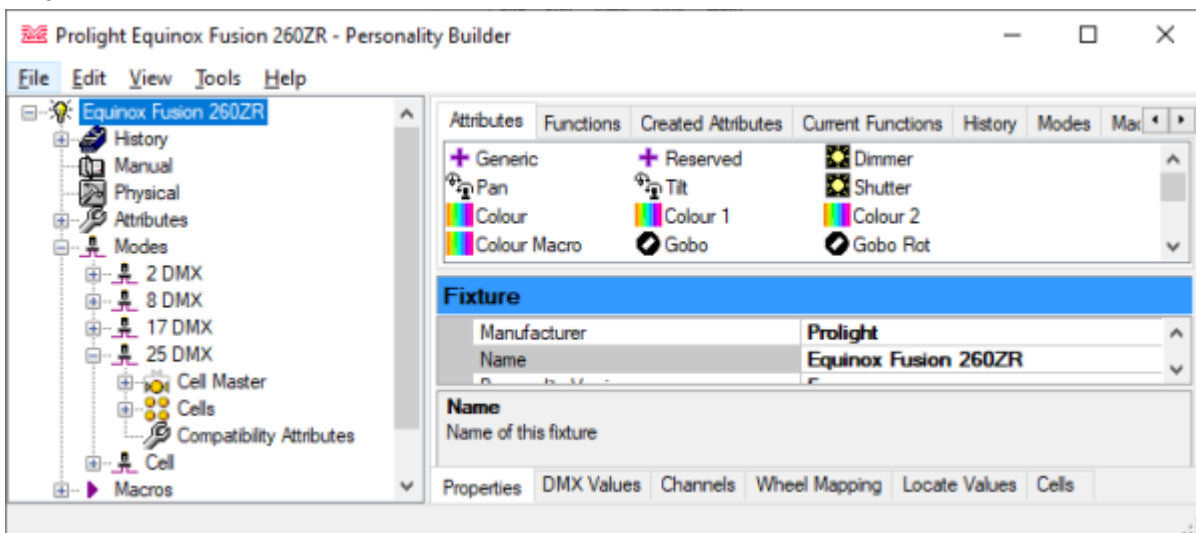 Prolight Equinox Fusion 260ZR - Personality Builder
File Edit View Tools Help
Equinox Fusion 260ZR
History
Manual
Physical
Attributes
Modes
2 DMX
8 DMX
17 DMX
25 DMX
Cell Master
Cells
Compatibility Attributes
Cell
Macros
Attributes Functions Created Attributes Current Functions History Modes
Generic Reserved Dimmer
Pan Tilt Shutter
Colour Colour 1 Colour 2
Colour Macro Gobo Gobo Rot
Fixture
Manufacturer Prolight
Name Equinox Fusion 260ZR
Name
Name of this fixture
Properties DMX Values Channels Wheel Mapping Locate Values Cells